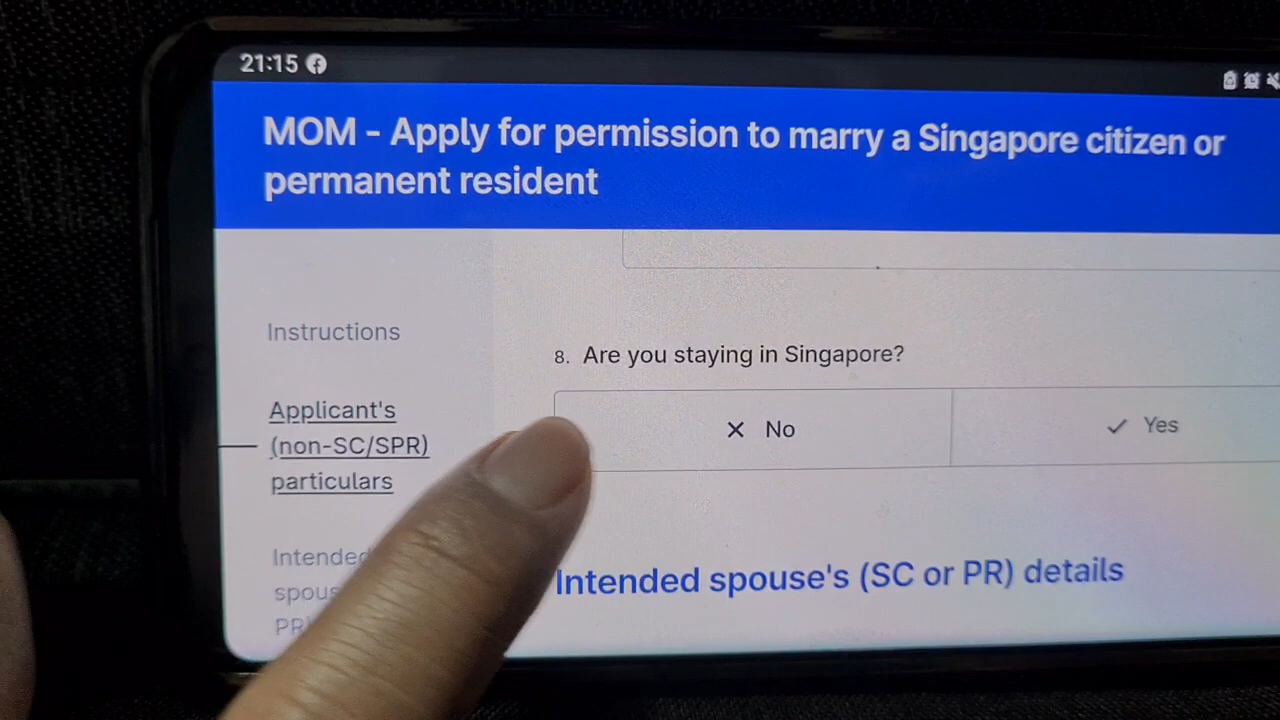 21:15
MOM - Apply for permission to marry a Singapore citizen or
permanent resident
Instructions
Applicant's
(non-SC/SPR)
particulars
Intended
8. Are you staying in Singapore?
No
Yes
Intended spouse's (SC or PR) details